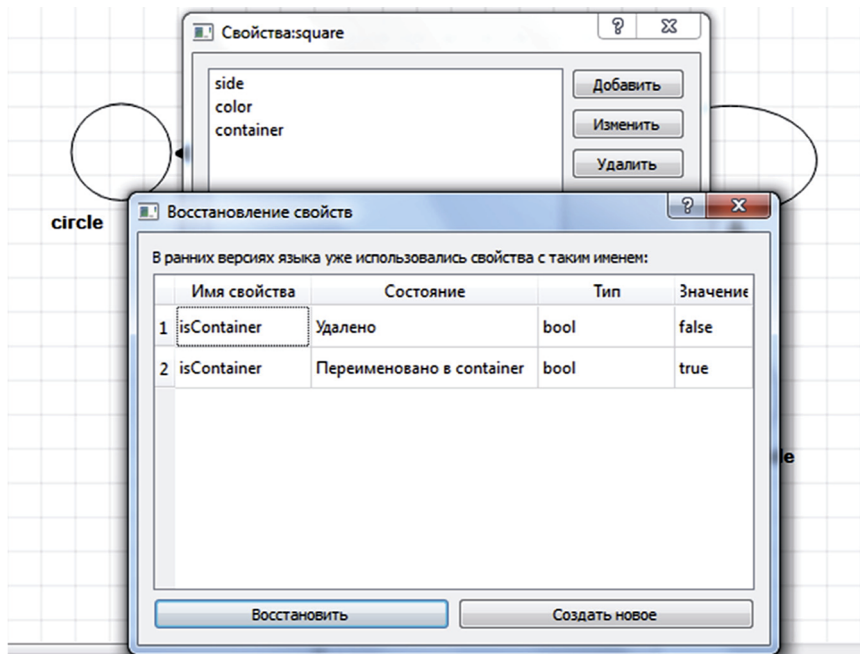 Свойства:square
side
color
container
Добавить
Изменить
Удалить
circle
Восстановление свойств
В ранних версиях языка уже использовались свойства с таким именем:
Имя свойства Состояние Тип Значение
1 isContainer Удалено bool false
2 isContainer Переименовано в container bool true
le
Восстановить Создать новое